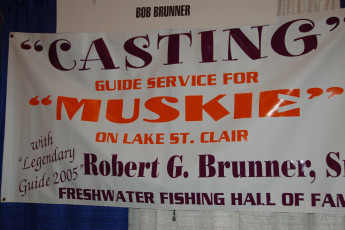 BOB BRUNNER
"CASTING"
GUIDE SERVICE FOR
"MUSKIE"
ON LAKE ST. CLAIR
with
"Legendary
Guide 2005"
Robert G. Brunner, S
FRESHWATER FISHING HALL OF FAM